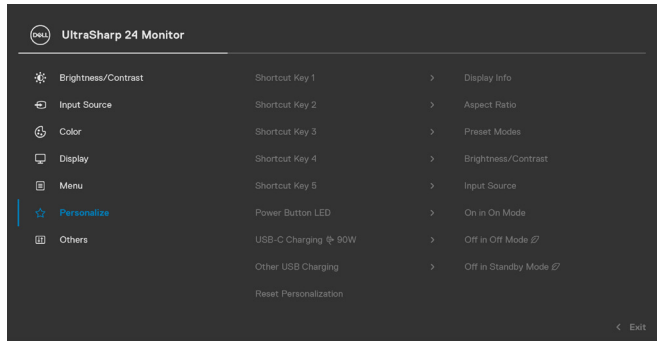 DELL UltraSharp 24 Monitor
Brightness/Contrast Shortcut Key 1 > Display Info
Input Source Shortcut Key 2 > Aspect Ratio
Color Shortcut Key 3 > Preset Modes
Display Shortcut Key 4 > Brightness/Contrast
Menu Shortcut Key 5 > Input Source
Personalize Power Button LED > On in On Mode
Others USB-C Charging 90W > Off in Off Mode
Other USB Charging > Off in Standby Mode
Reset Personalization
< Exit